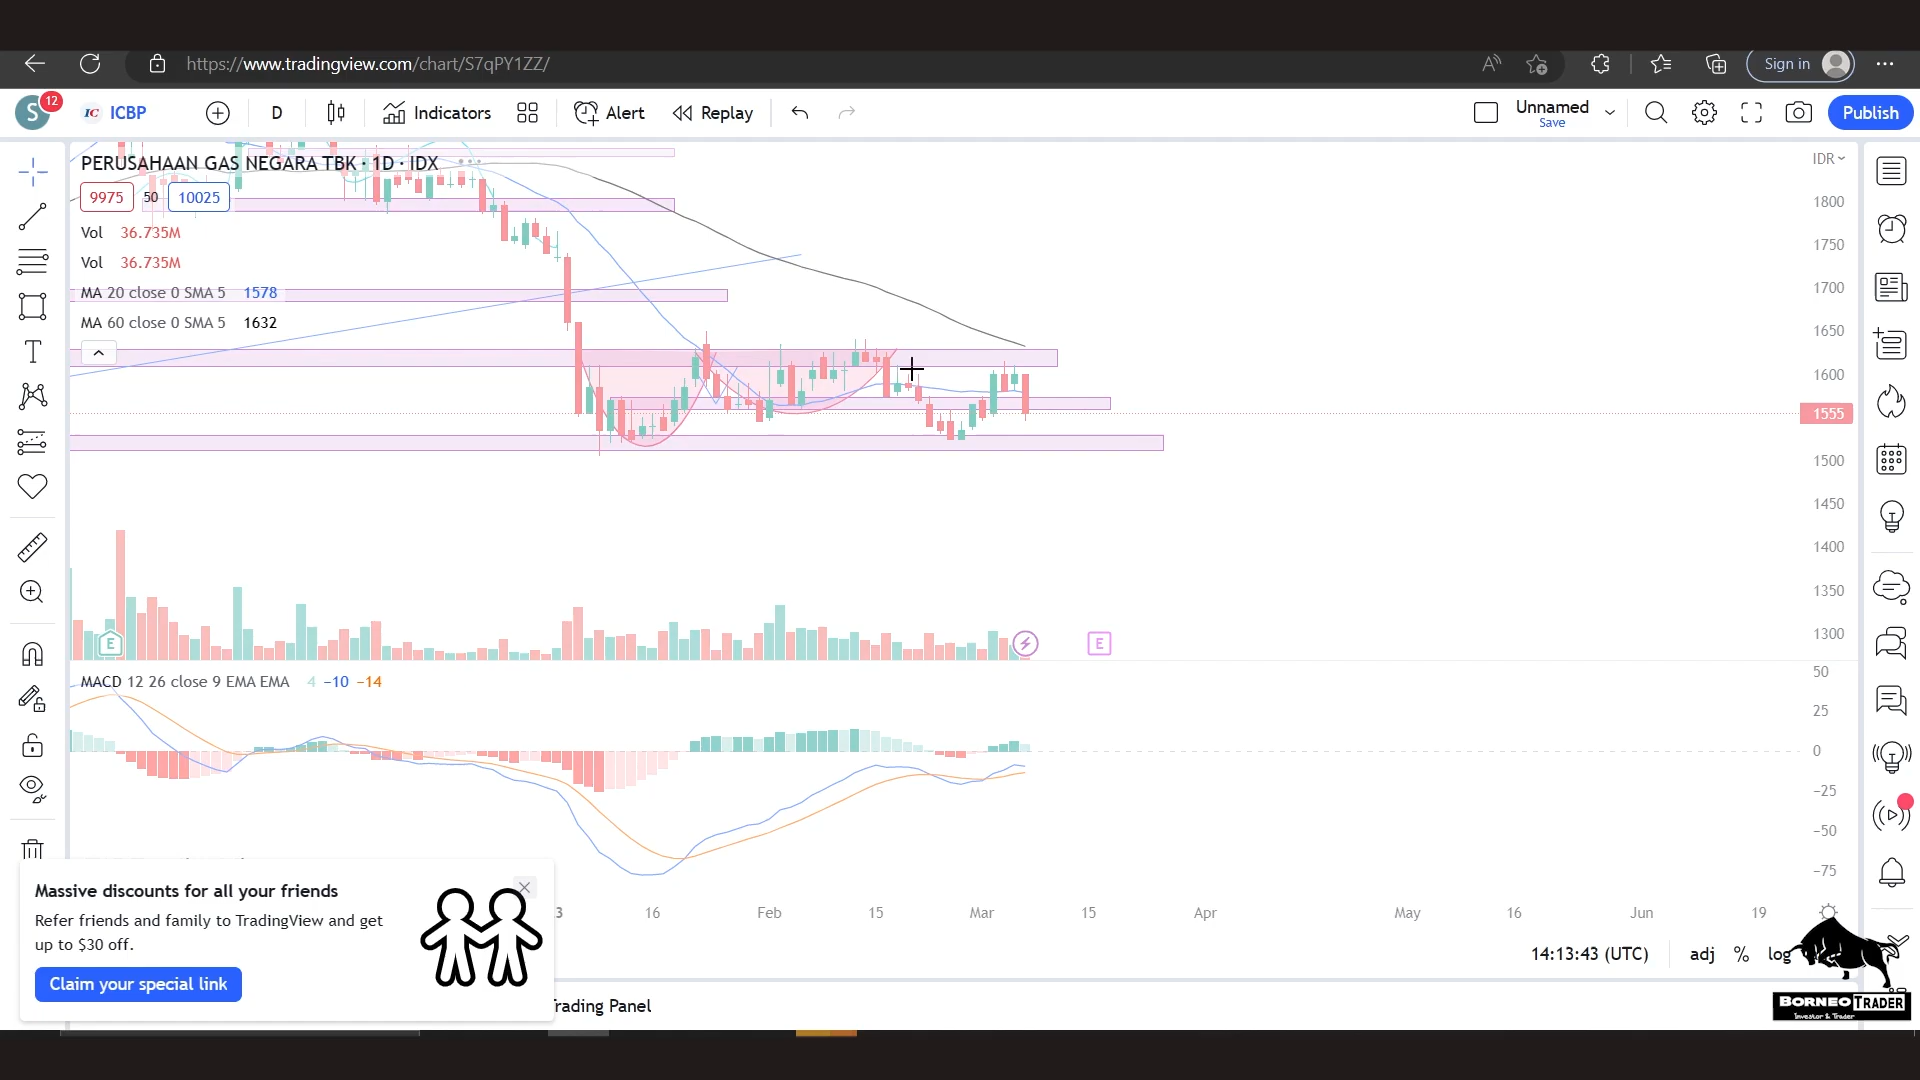 https://www.tradingview.com/chart/S7qPY1ZZ/
Sign in
S 12 IC ICBP D Indicators Alert Replay Unnamed Save Publish
PERUSAHAAN GAS NEGARA TBK · 1D · IDX
IDR
9975 50 10025
Vol 36.735M
Vol 36.735M
MA 20 close 0 SMA 5 1578
MA 60 close 0 SMA 5 1632
1800
1750
1700
1650
1600
1555
1500
1450
1400
1350
1300
E
E
MACD 12 26 close 9 EMA EMA 4 −10 −14
50
25
0
−25
−50
−75
3 16 Feb 15 Mar 15 Apr May 16 Jun 19
14:13:43 (UTC) adj % log
Massive discounts for all your friends
Refer friends and family to TradingView and get
up to $30 off.
Claim your special link
Trading Panel
BORNEO TRADER
Investor & Trader